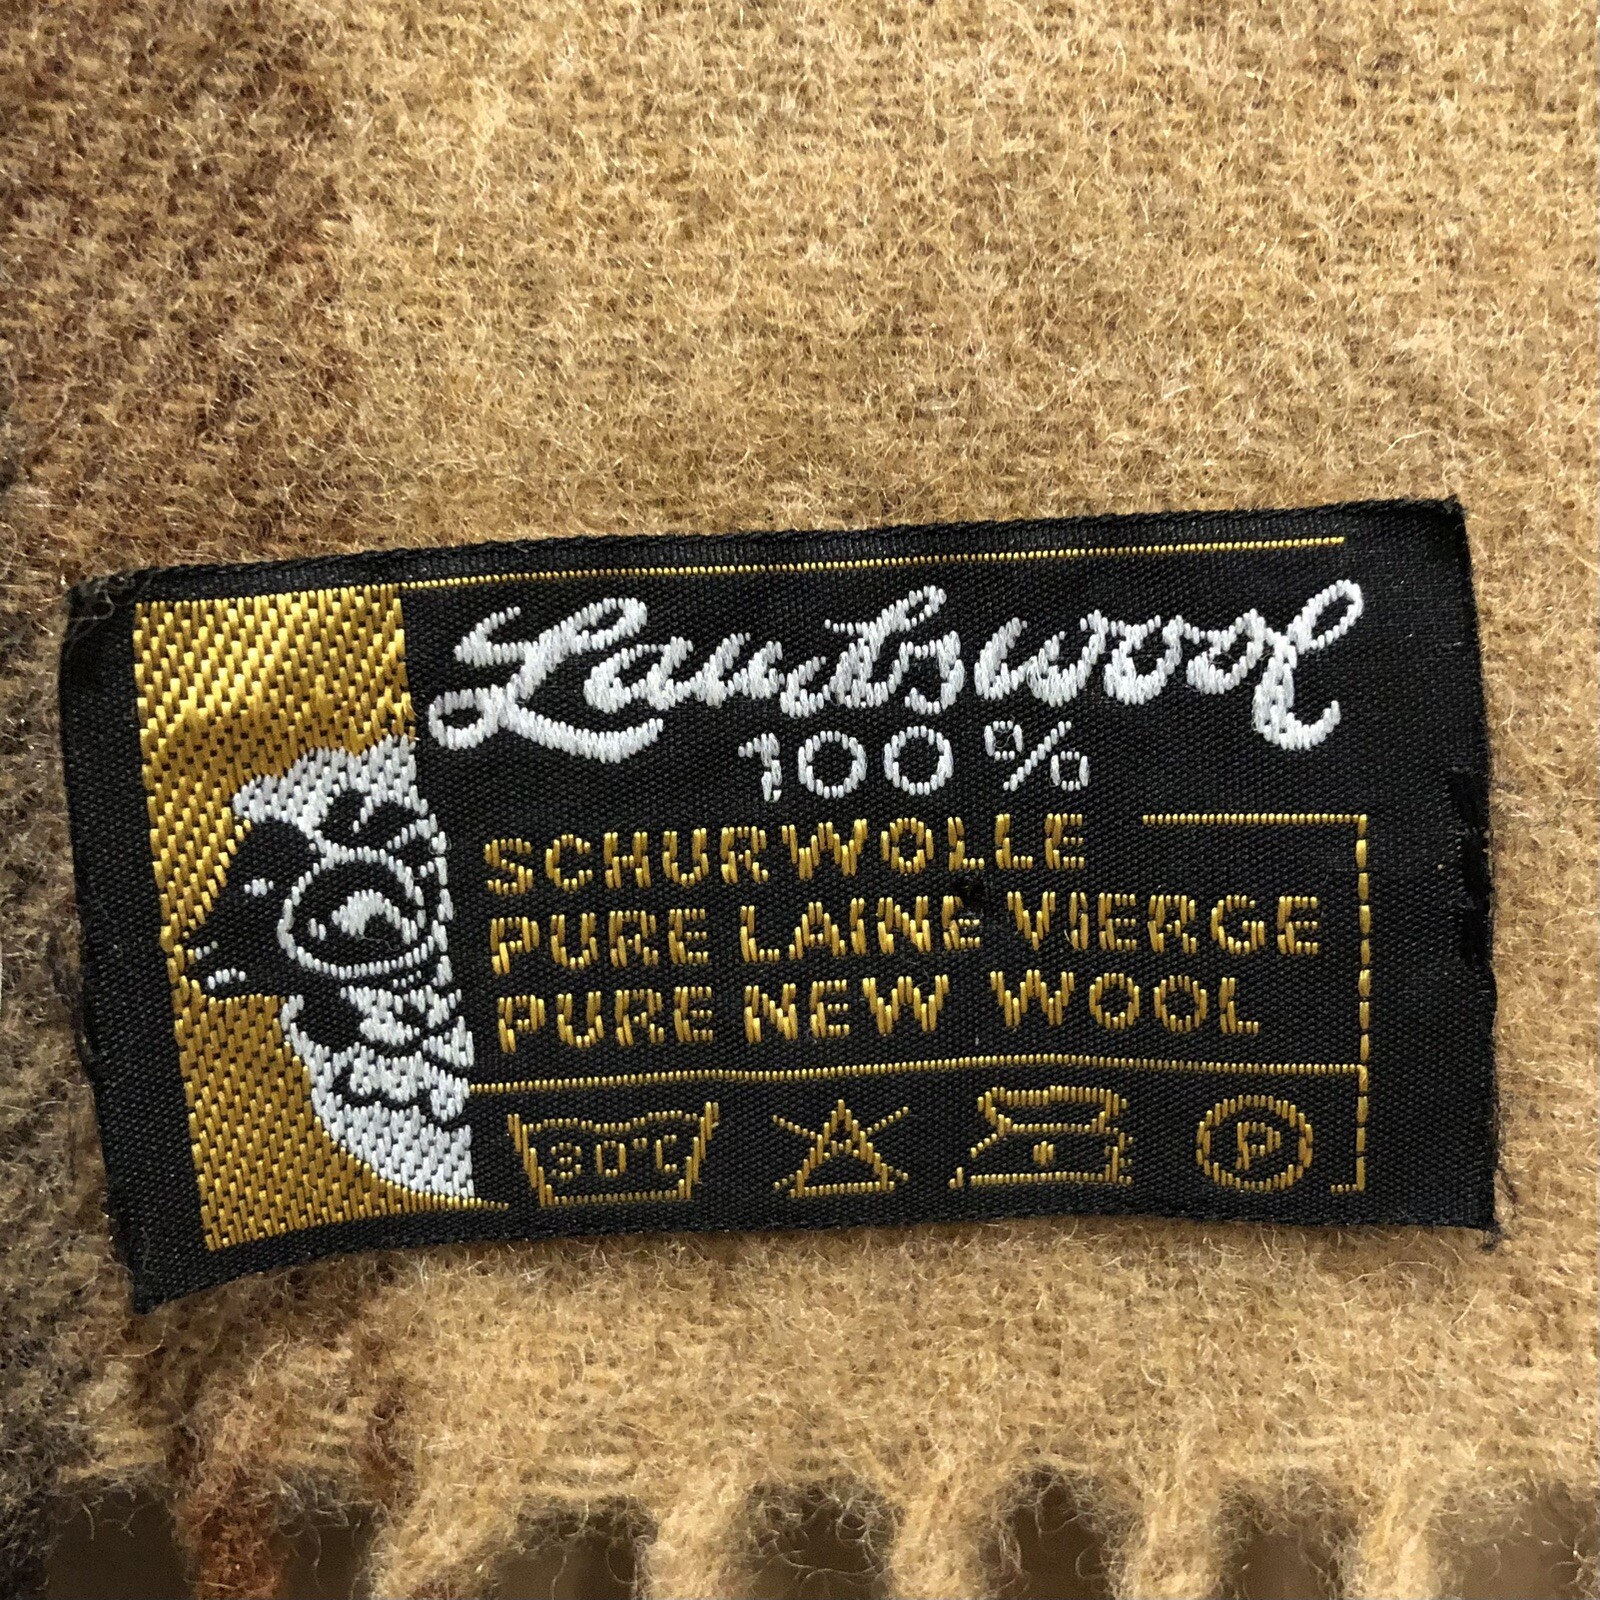 Lambswool
100%
SCHURWOLLE
PURE LAINE VIERGE
PURE NEW WOOL
30°C A P